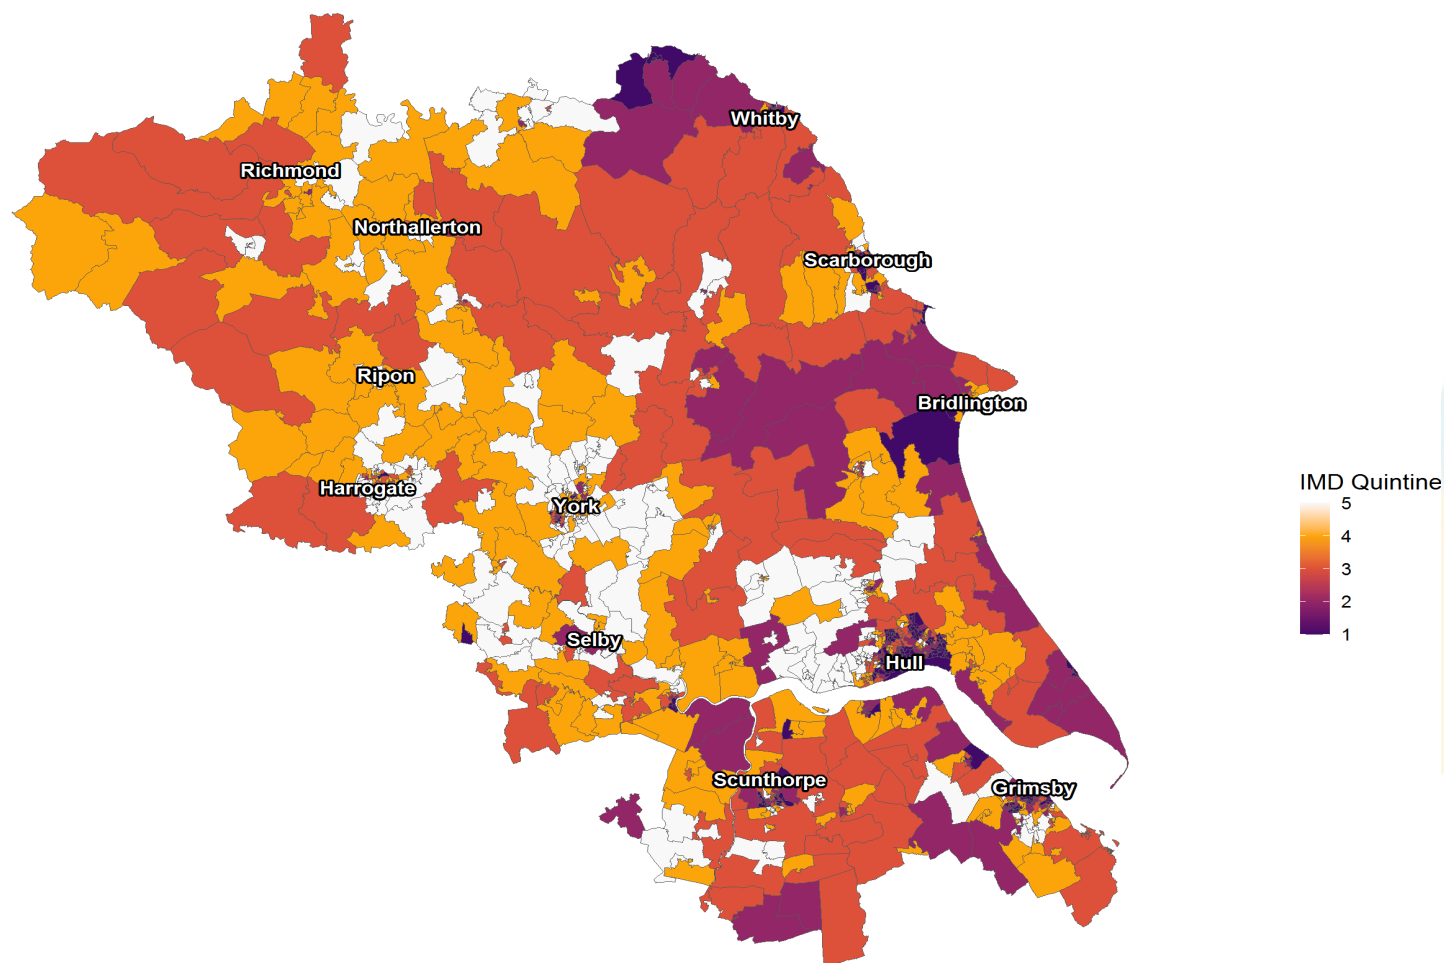 Whitby
Richmond
Northallerton
Scarborough
Ripon
Bridlington
Harrogate
York
IMD Quintine
5
4
3
2
1
Selby
Hull
Scunthorpe
Grimsby